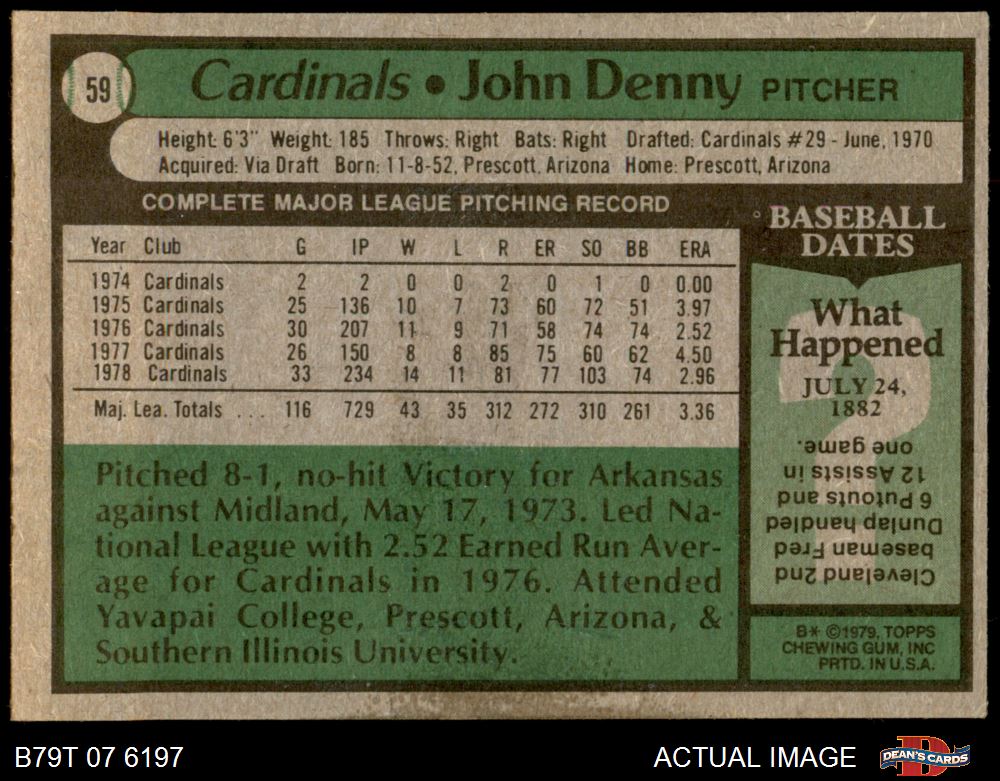 59
Cardinals • John Denny PITCHER
Height: 6'3" Weight: 185 Throws: Right Bats: Right Drafted: Cardinals #29 - June, 1970
Acquired: Via Draft Born: 11-8-52, Prescott, Arizona Home: Prescott, Arizona
COMPLETE MAJOR LEAGUE PITCHING RECORD
Year Club G IP W L R ER SO BB ERA
1974 Cardinals 2 2 0 0 2 0 1 0 0.00
1975 Cardinals 25 136 10 7 73 60 72 51 3.97
1976 Cardinals 30 207 11 9 71 58 74 74 2.52
1977 Cardinals 26 150 8 8 85 75 60 62 4.50
1978 Cardinals 33 234 14 11 81 77 103 74 2.96
Maj. Lea. Totals . . . 116 729 43 35 312 272 310 261 3.36
Pitched 8-1, no-hit Victory for Arkansas
against Midland, May 17, 1973. Led Na-
tional League with 2.52 Earned Run Aver-
age for Cardinals in 1976. Attended
Yavapai College, Prescott, Arizona, &
Southern Illinois University.
BASEBALL
DATES
What
Happened
JULY 24,
1882
?
Cleveland 2nd
baseman Fred
Dunlap handled
6 Putouts and
12 Assists in
one game.
B* ©1979, TOPPS
CHEWING GUM, INC
PRTD. IN U.S.A.
B79T 07 6197
ACTUAL IMAGE
DEAN'S CARDS